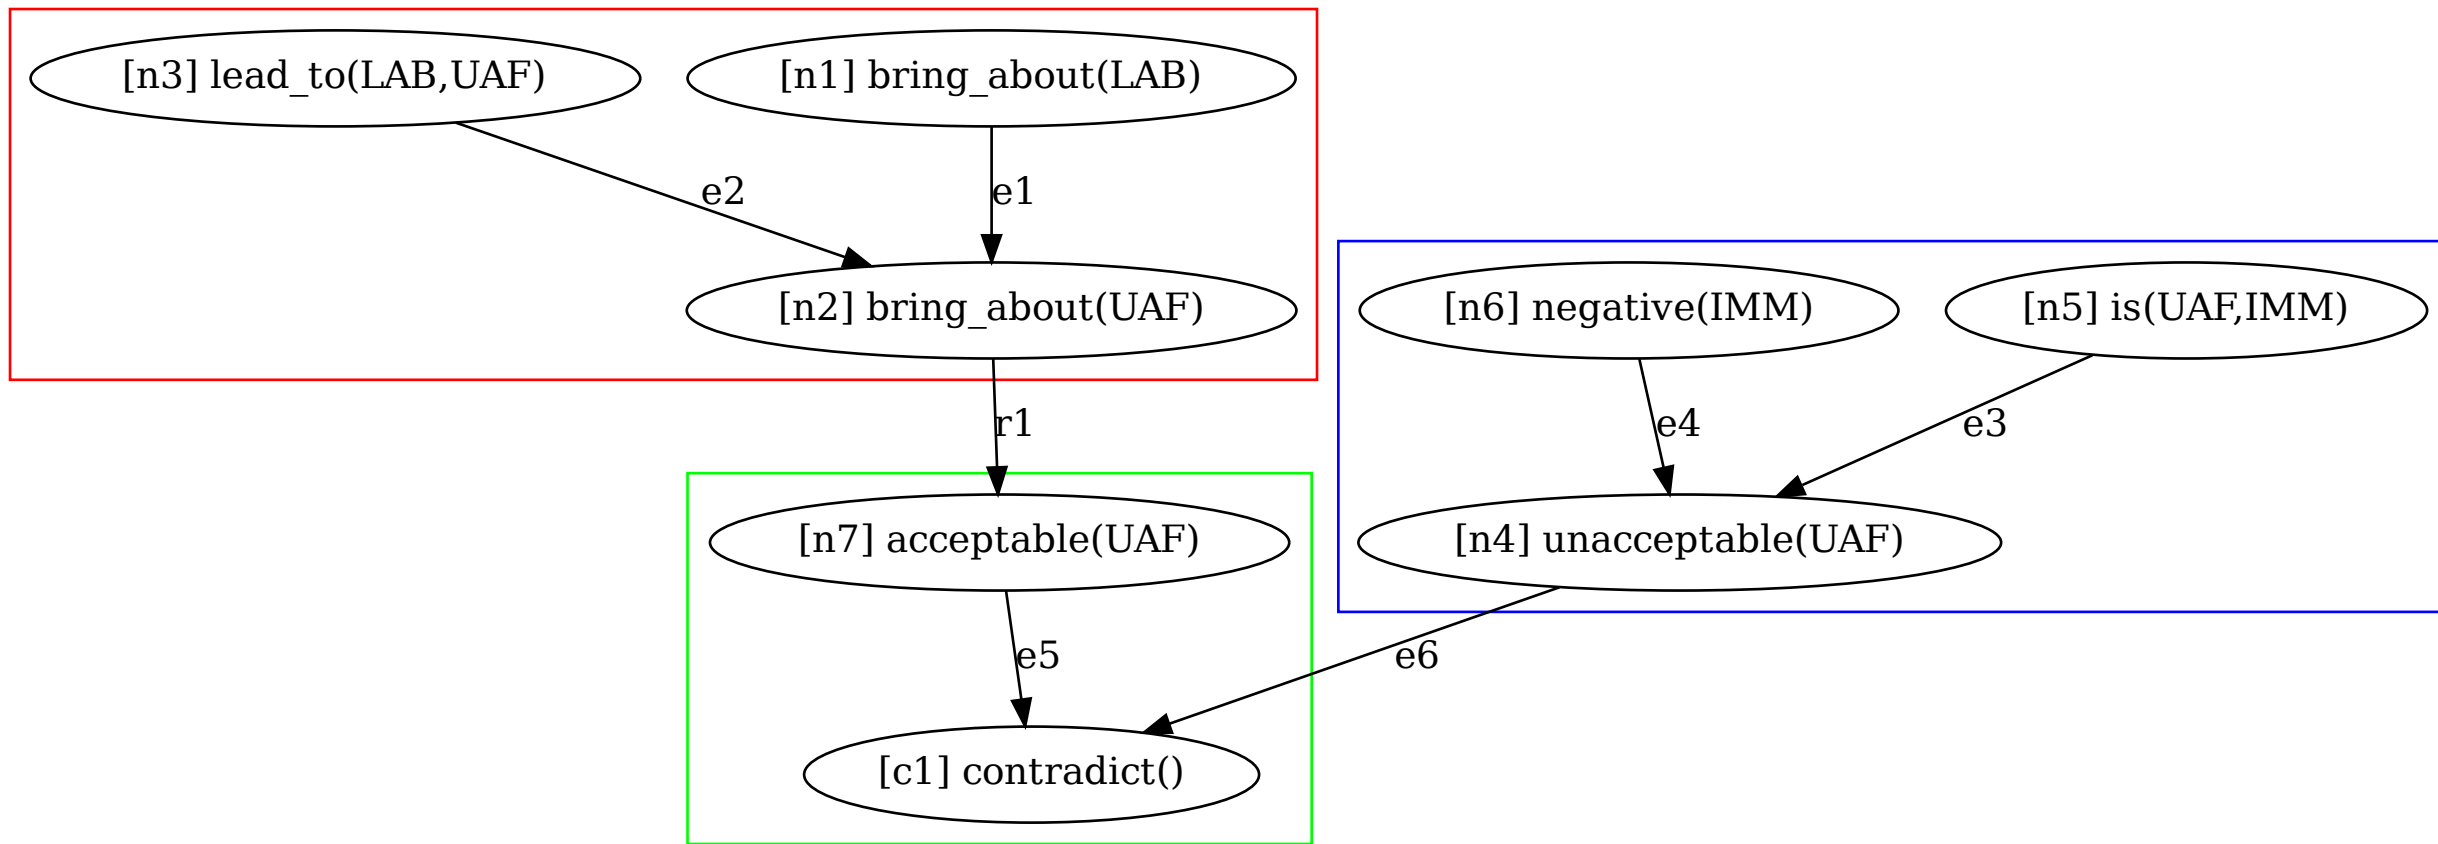 [n3] lead_to(LAB,UAF)
[n1] bring_about(LAB)
e2
e1
[n2] bring_about(UAF)
[n6] negative(IMM)
[n5] is(UAF,IMM)
r1
e4
e3
[n7] acceptable(UAF)
[n4] unacceptable(UAF)
e5
e6
[c1] contradict()